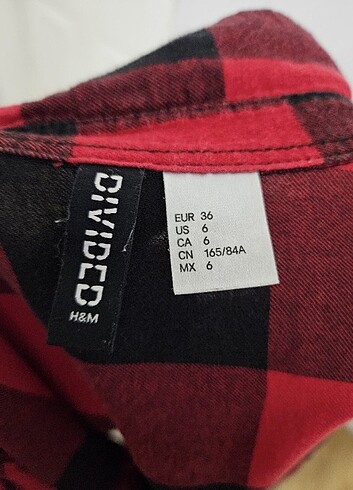 DIVIDED
H&M
EUR 36
US 6
CA 6
CN 165/84A
MX 6